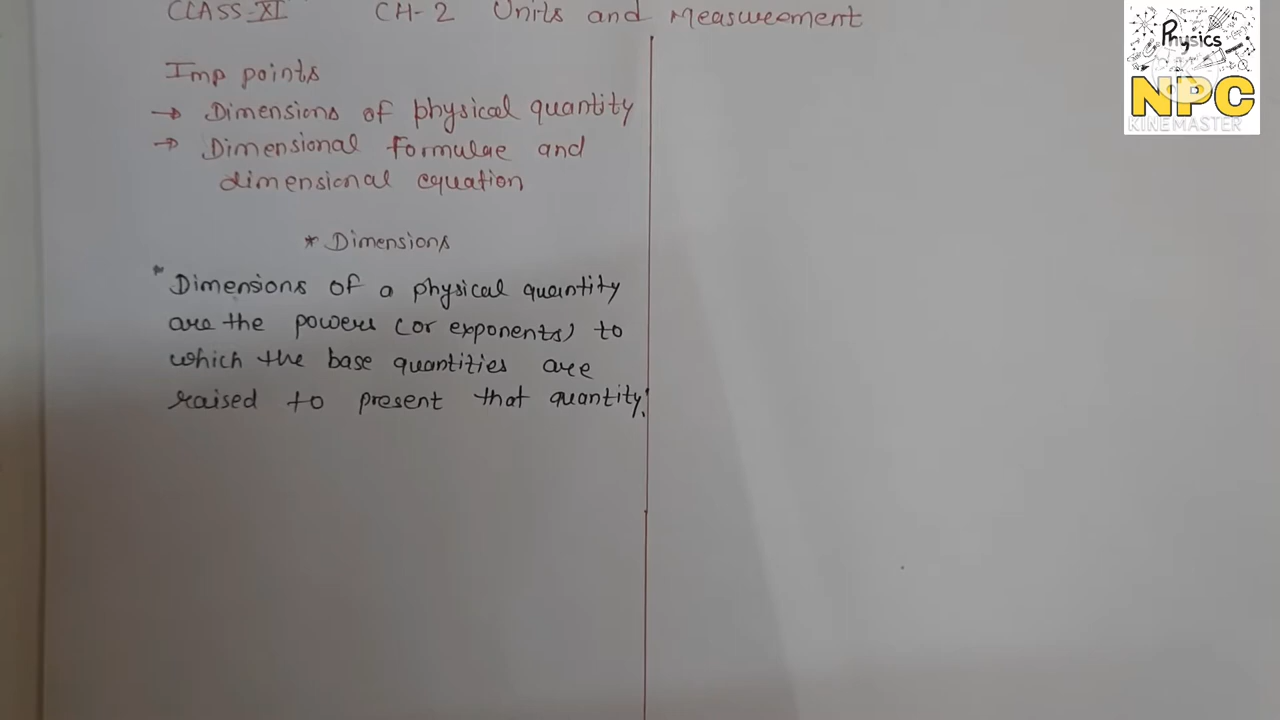 CLASS-XI CH-2 Units and Measurement
Imp points
→ Dimensions of physical quantity
→ Dimensional formulae and
dimensional equation
* Dimensions
* Dimensions of a physical quantity
are the powers (or exponents) to
which the base quantities are
raised to present that quantity.
Physics
NPC
KINEMASTER